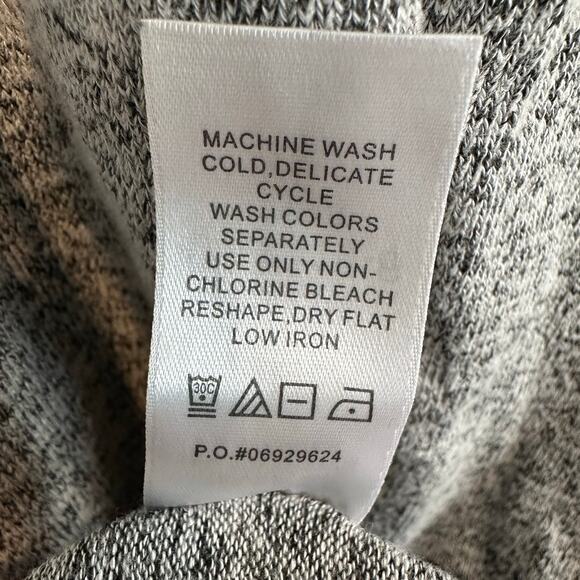 MACHINE WASH
COLD,DELICATE
CYCLE
WASH COLORS
SEPARATELY
USE ONLY NON-
CHLORINE BLEACH
RESHAPE,DRY FLAT
LOW IRON
30C
P.O.#06929624